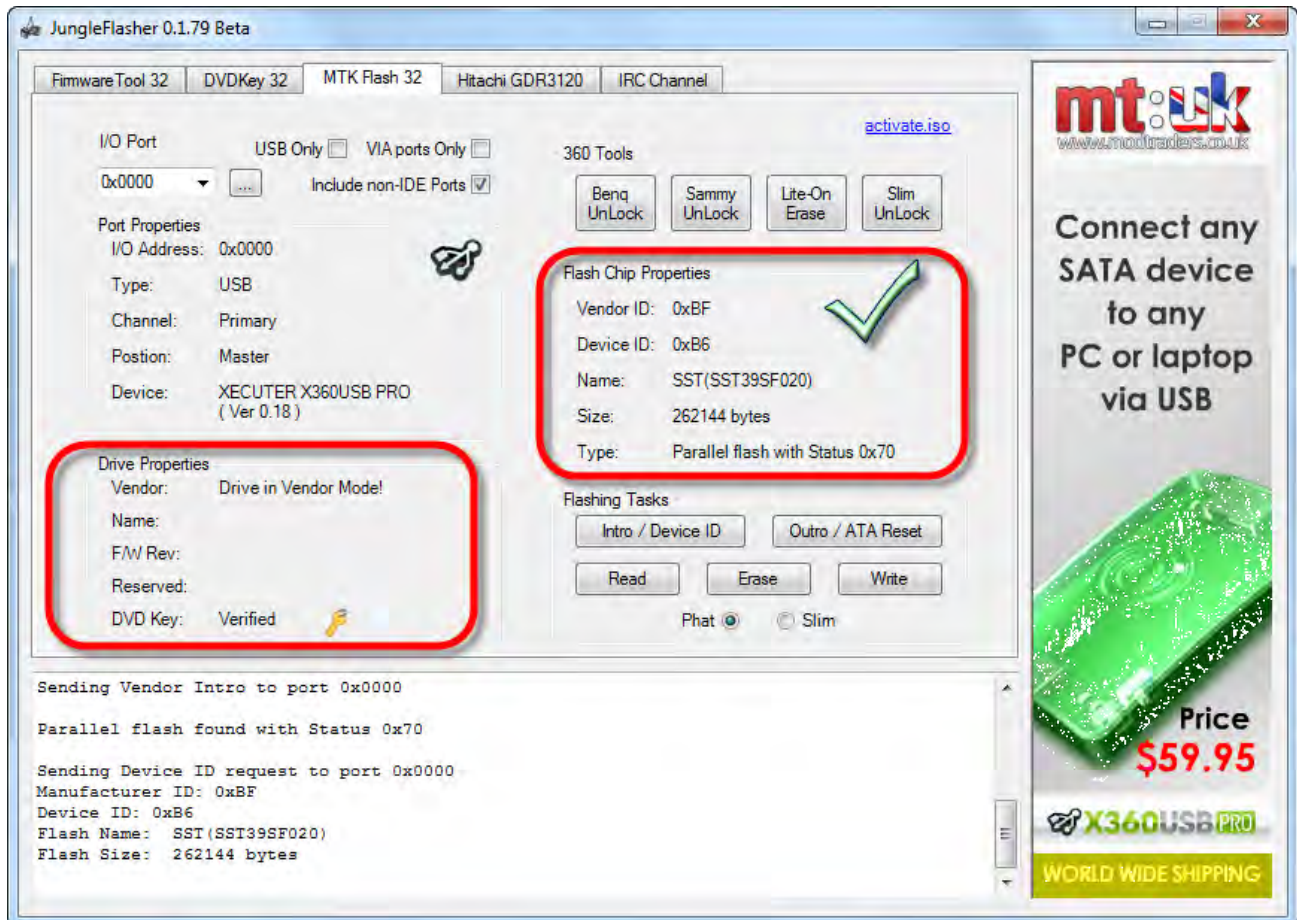 JungleFlasher 0.1.79 Beta
FirmwareTool 32
DVDKey 32
MTK Flash 32
Hitachi GDR3120
IRC Channel
activate.iso
I/O Port
USB Only
VIA ports Only
0x0000
...
Include non-IDE Ports
Port Properties
I/O Address: 0x0000
Type: USB
Channel: Primary
Postion: Master
Device: XECUTER X360USB PRO
( Ver 0.18 )
Drive Properties
Vendor: Drive in Vendor Mode!
Name:
F/W Rev:
Reserved:
DVD Key: Verified
360 Tools
Benq
UnLock
Sammy
UnLock
Lite-On
Erase
Slim
UnLock
Flash Chip Properties
Vendor ID: 0xBF
Device ID: 0xB6
Name: SST(SST39SF020)
Size: 262144 bytes
Type: Parallel flash with Status 0x70
Flashing Tasks
Intro / Device ID
Outro / ATA Reset
Read
Erase
Write
Phat
Slim
Sending Vendor Intro to port 0x0000
Parallel flash found with Status 0x70
Sending Device ID request to port 0x0000
Manufacturer ID: 0xBF
Device ID: 0xB6
Flash Name: SST(SST39SF020)
Flash Size: 262144 bytes
mt:uk
www.modtraders.co.uk
Connect any
SATA device
to any
PC or laptop
via USB
Price
$59.95
X360USB PRO
WORLD WIDE SHIPPING